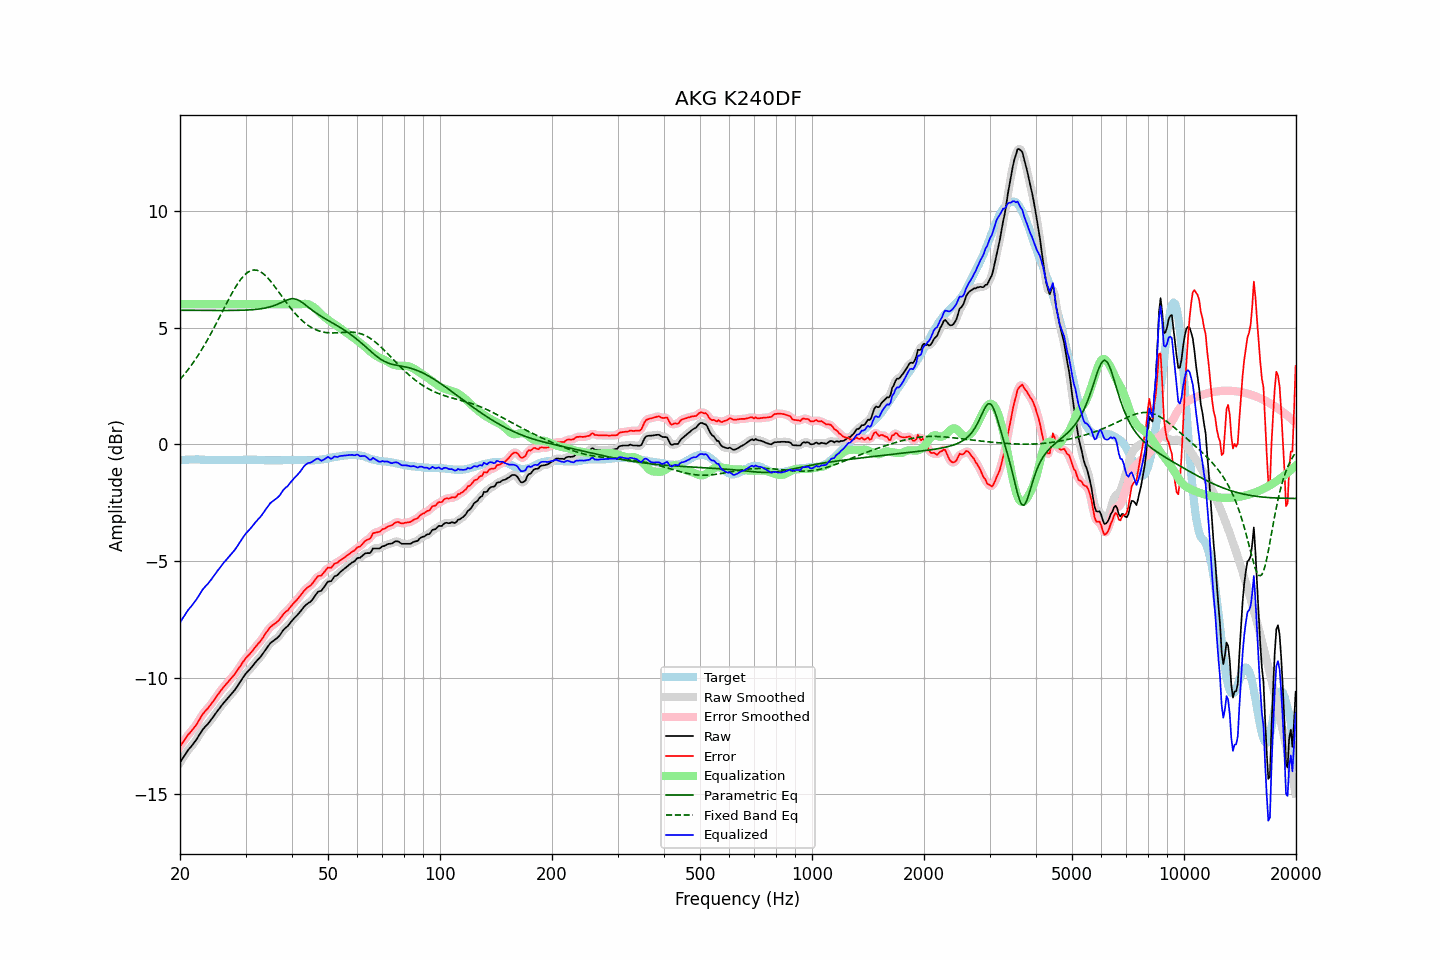 AKG K240DF
Amplitude (dBr)
10
5
0
−5
−10
−15
Target
Raw Smoothed
Error Smoothed
Raw
Error
Equalization
Parametric Eq
Fixed Band Eq
Equalized
20 50 100 200 500 1000 2000 5000 10000 20000
Frequency (Hz)